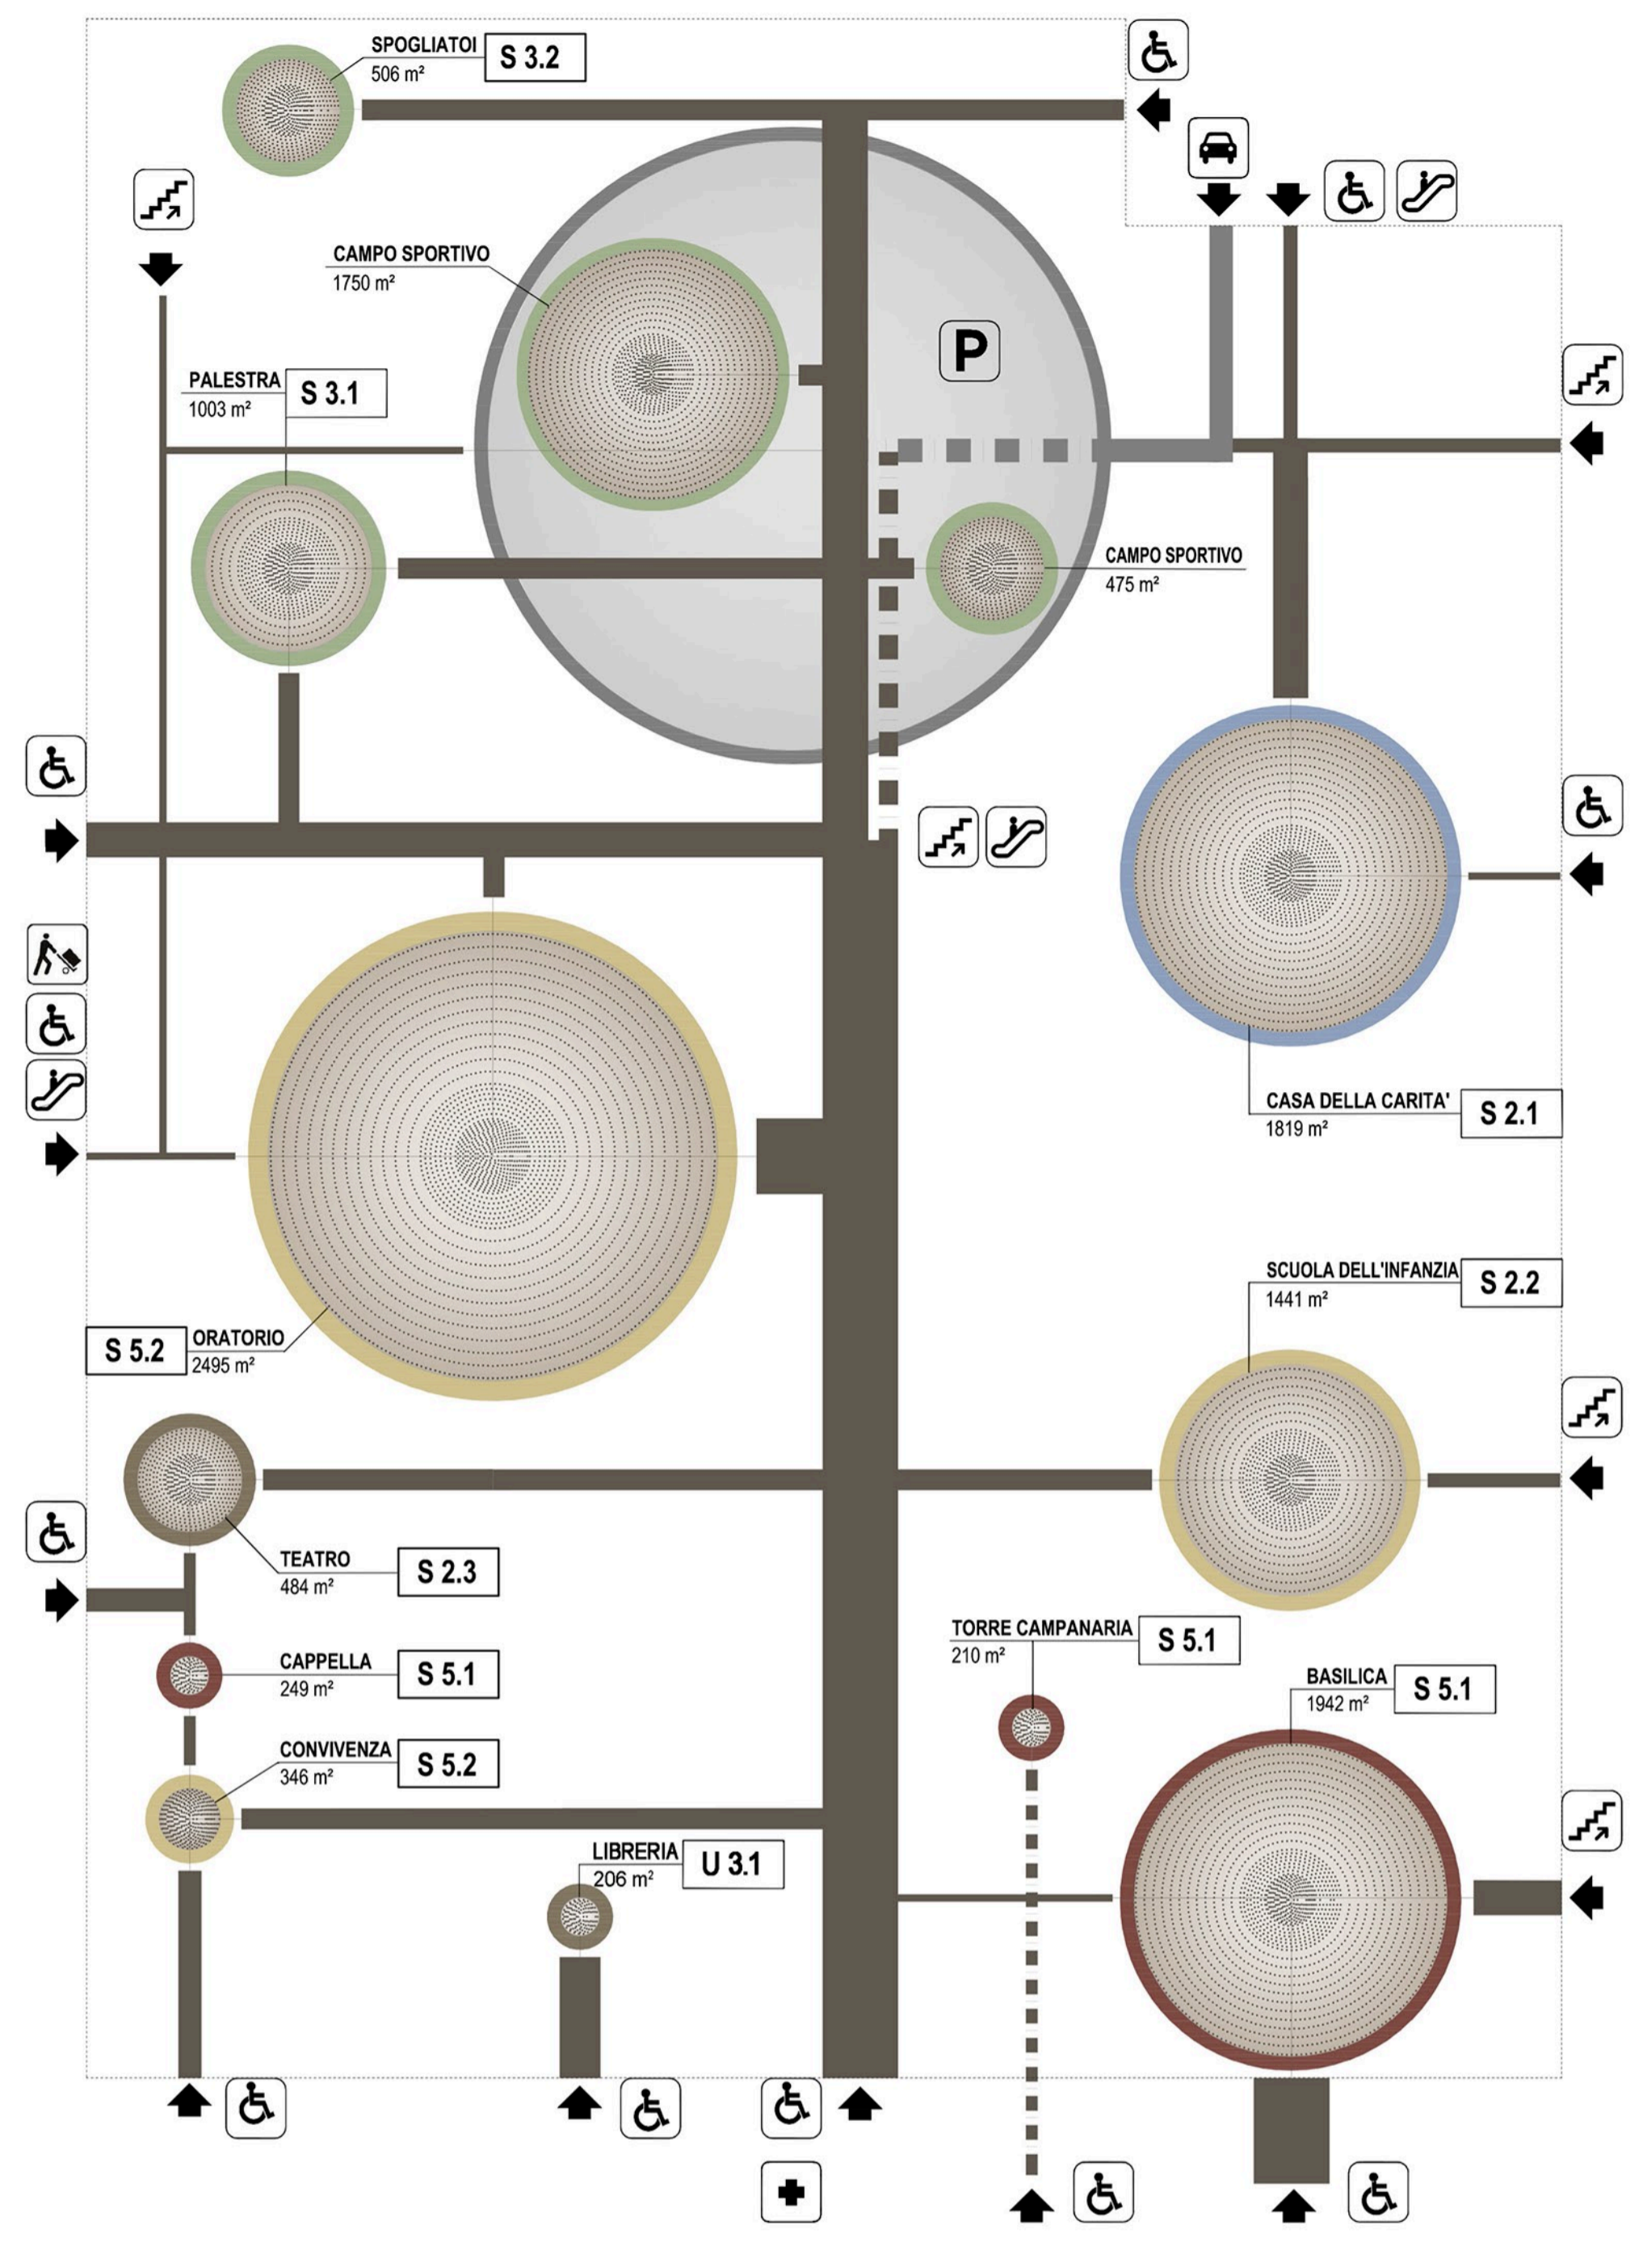 SPOGLIATOI
506 m²
S 3.2
CAMPO SPORTIVO
1750 m²
P
PALESTRA
1003 m²
S 3.1
CAMPO SPORTIVO
475 m²
CASA DELLA CARITA'
1819 m²
S 2.1
SCUOLA DELL'INFANZIA
1441 m²
S 2.2
S 5.2
ORATORIO
2495 m²
TEATRO
484 m²
S 2.3
TORRE CAMPANARIA
210 m²
S 5.1
CAPPELLA
249 m²
S 5.1
BASILICA
1942 m²
S 5.1
CONVIVENZA
346 m²
S 5.2
LIBRERIA
206 m²
U 3.1